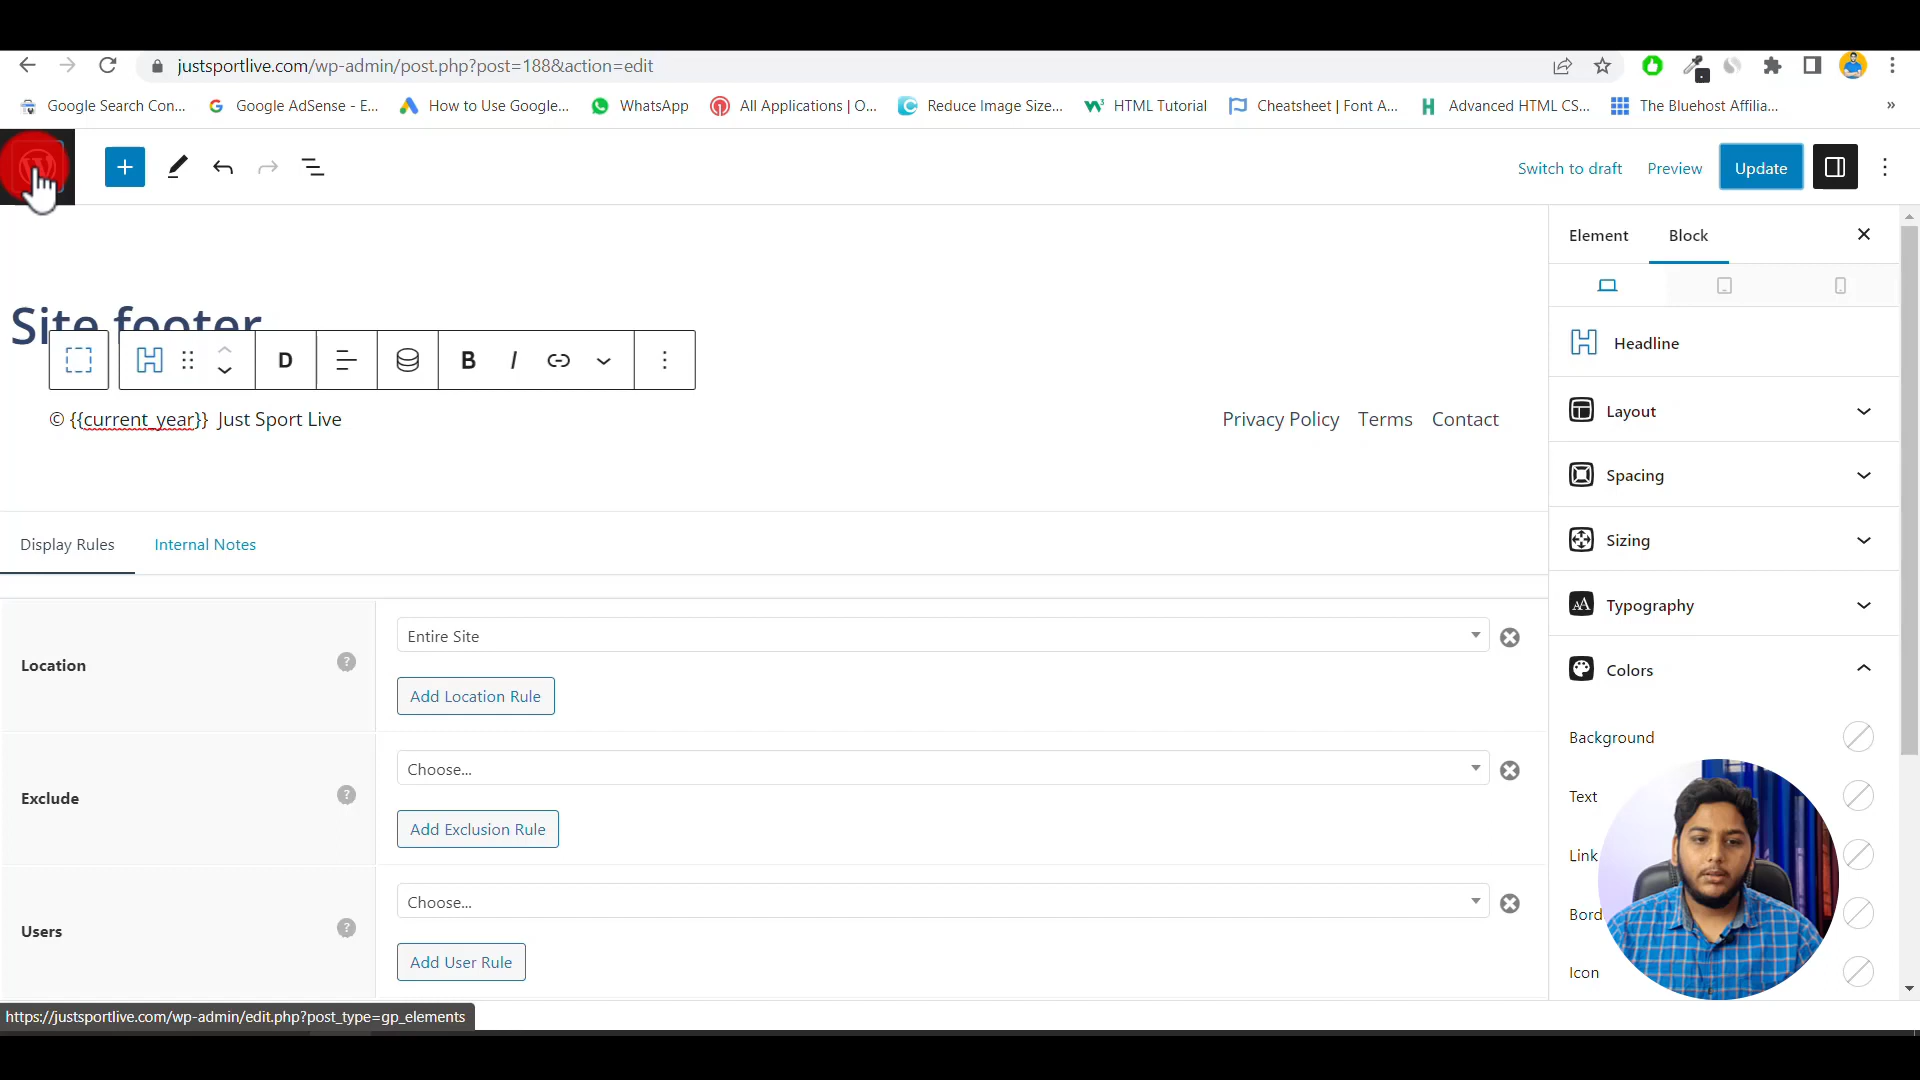 justsportlive.com/wp-admin/post.php?post=188&action=edit
Google Search Con... Google AdSense - E... How to Use Google... WhatsApp All Applications | O... Reduce Image Size... HTML Tutorial Cheatsheet | Font A... Advanced HTML CS... The Bluehost Affilia... »
Switch to draft Preview Update
Element Block
Site footer
Headline
D B I
© {{current_year}} Just Sport Live Privacy Policy Terms Contact
Layout
Spacing
Display Rules Internal Notes
Sizing
Typography
Location ? Entire Site
Add Location Rule
Colors
Background
Exclude ? Choose...
Add Exclusion Rule
Text
Link
Users ? Choose...
Add User Rule
Bord
Icon
https://justsportlive.com/wp-admin/edit.php?post_type=gp_elements